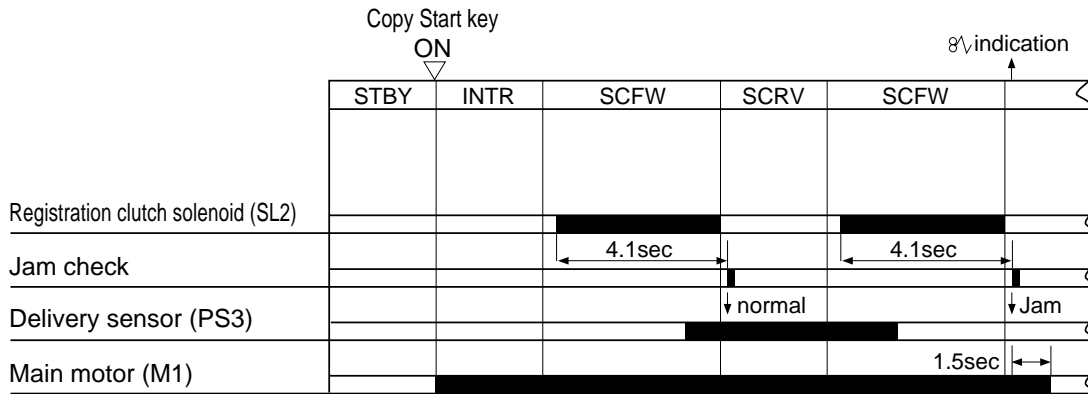 Copy Start key
ON
indication
STBY INTR SCFW SCRV SCFW
Registration clutch solenoid (SL2)
4.1sec 4.1sec
Jam check
normal Jam
Delivery sensor (PS3)
1.5sec
Main motor (M1)